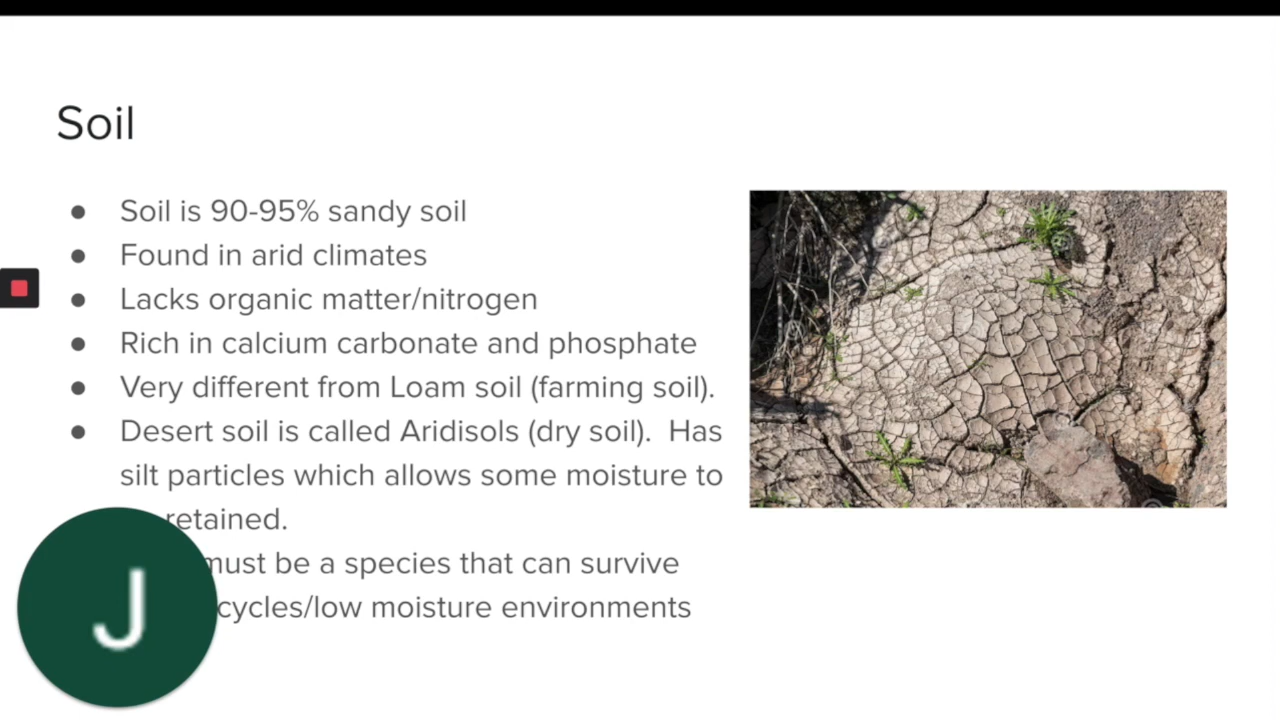 Soil
● Soil is 90-95% sandy soil
● Found in arid climates
● Lacks organic matter/nitrogen
● Rich in calcium carbonate and phosphate
● Very different from Loam soil (farming soil).
● Desert soil is called Aridisols (dry soil).  Has
silt particles which allows some moisture to
retained.
must be a species that can survive
cycles/low moisture environments
J